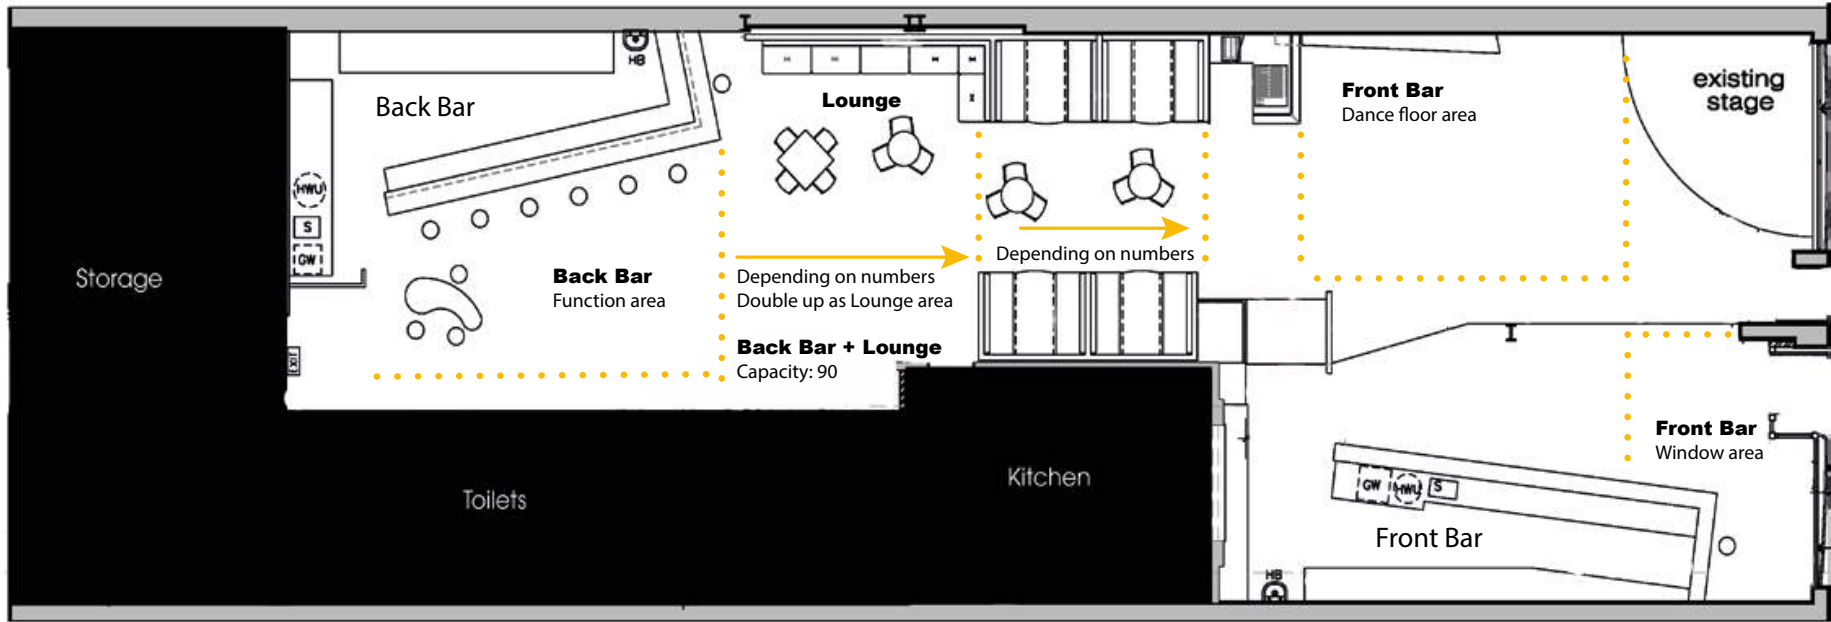 HB
Back Bar
Lounge
Front Bar
Dance floor area
existing
stage
HWU
S
GW
Storage
Back Bar
Function area
Depending on numbers
Double up as Lounge area
Depending on numbers
Back Bar + Lounge
Capacity: 90
EXIT
Front Bar
Window area
Kitchen
Toilets
GW
HWU
S
Front Bar
HB